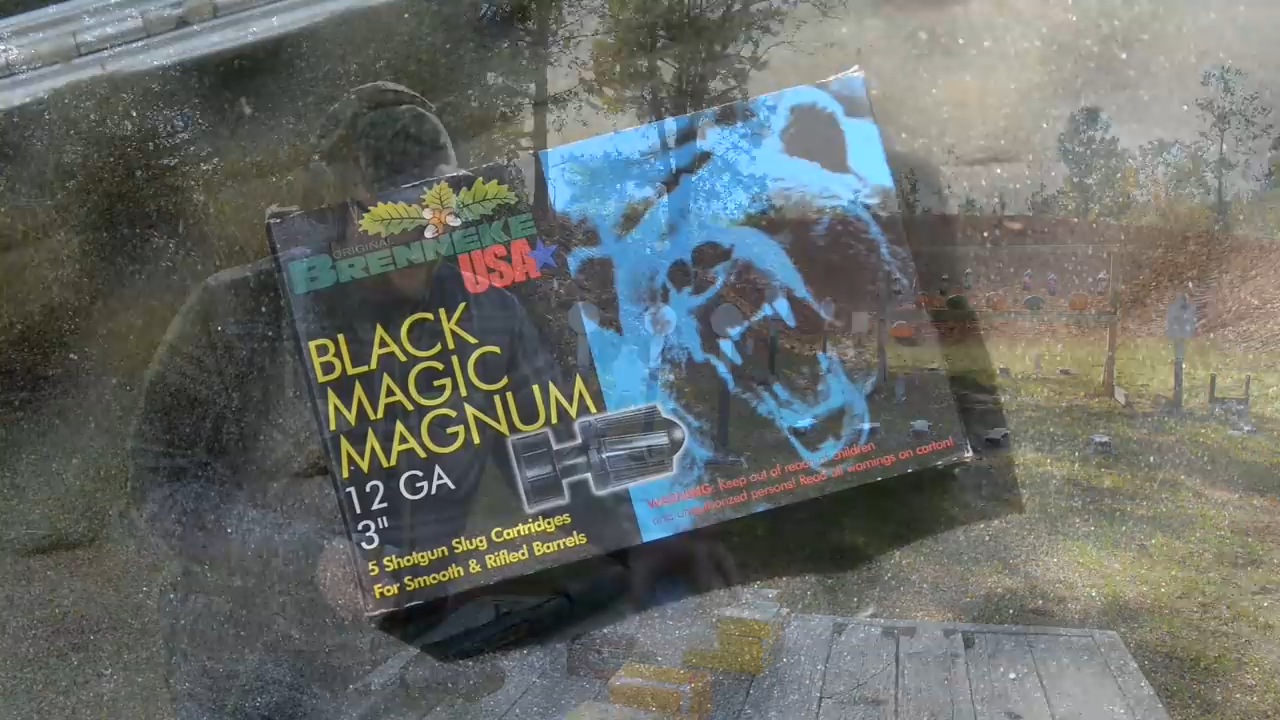 ORIGINAL
BRENNEKE
USA
BLACK
MAGIC
MAGNUM
12 GA
3"
5 Shotgun Slug Cartridges
For Smooth & Rifled Barrels
WARNING: Keep out of reach of children
and unauthorized persons! Read all warnings on carton!